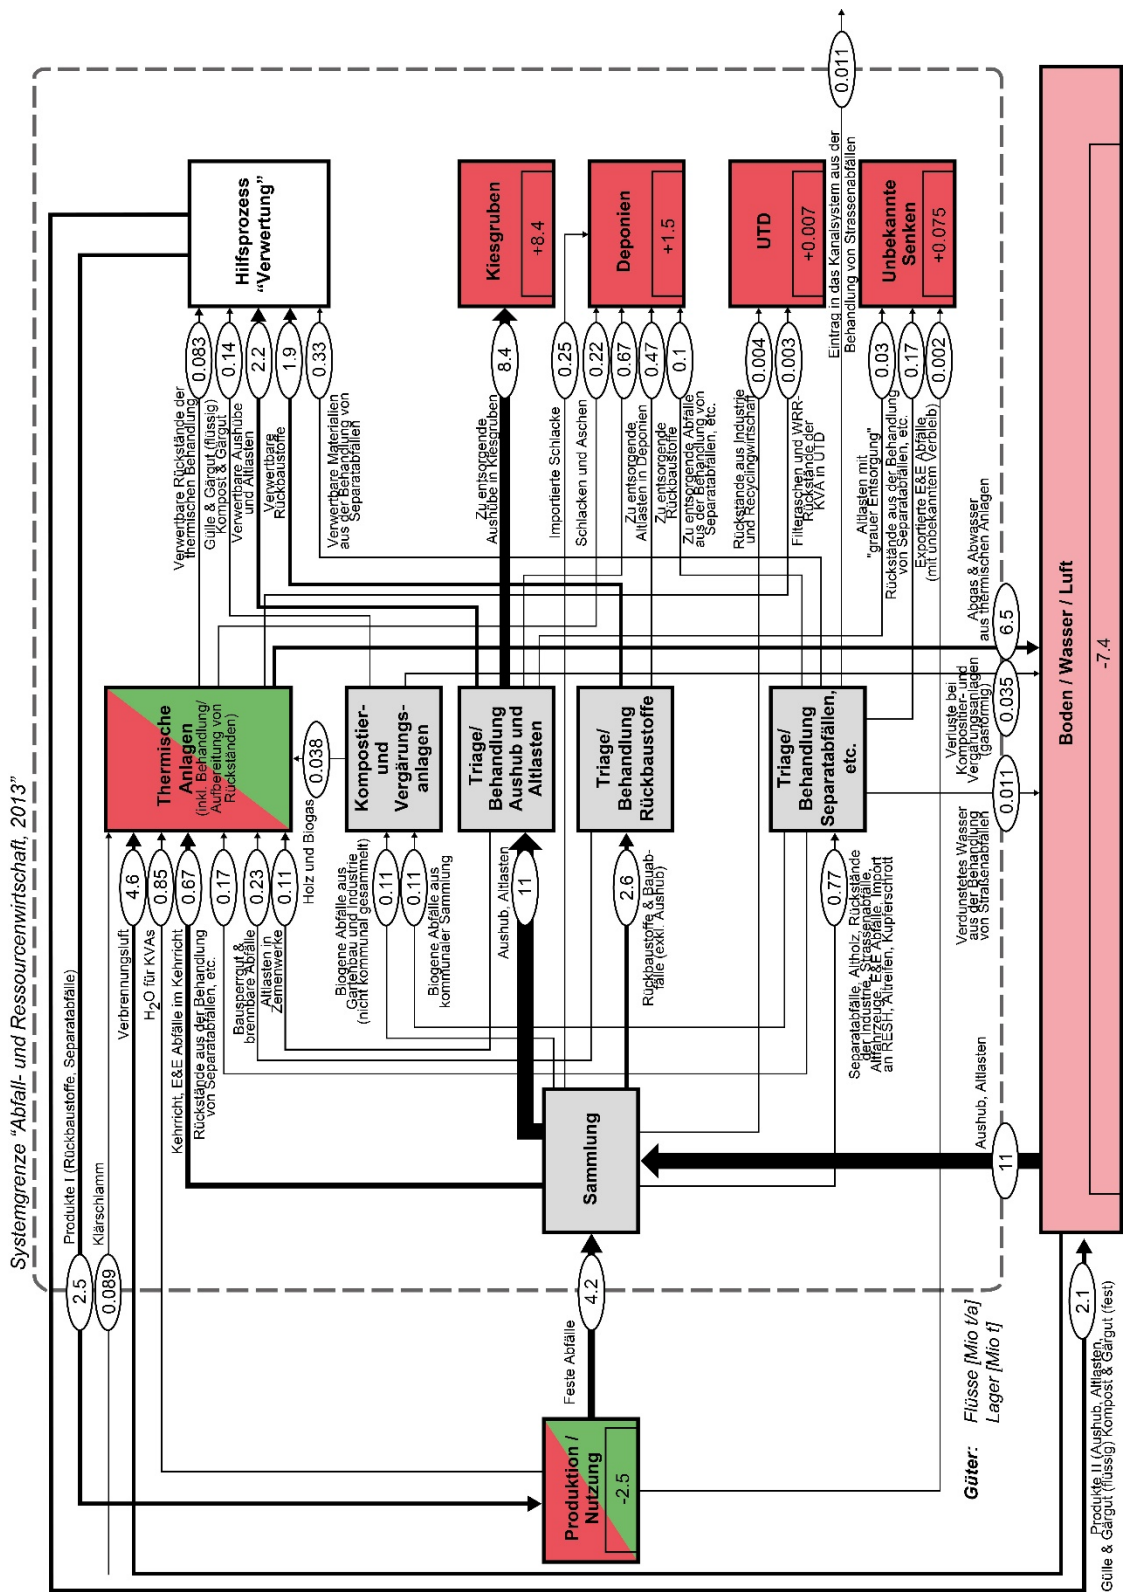 Systemgrenze "Abfall- und Ressourcenwirtschaft, 2013"
Produkte I (Rückbaustoffe, Separatabfälle)
2.5
Klärschlamm
0.089
Verbrennungsluft
4.6
H2O für KVAs
0.85
Kehrricht, E&E Abfälle im Kehrricht
0.67
Rückstände aus der Behandlung
von Separatabfällen, etc.
0.17
Bausperrgut &
brennbare Abfälle
0.23
Altlasten in
Zementwerke
0.11
Thermische
Anlagen
(inkl. Behandlung/
Aufbereitung von
Rückständen)
Holz und Biogas
0.038
Biogene Abfälle aus
Gartenbau und Industrie
(nicht kommunal gesammelt)
0.11
Biogene Abfälle aus
kommunaler Sammlung
0.11
Kompostier-
und
Vergärungs-
anlagen
Aushub, Altlasten
11
Triage/
Behandlung
Aushub und
Altlasten
Rückbaustoffe & Bauab-
fälle (exkl. Aushub)
2.6
Triage/
Behandlung
Rückbaustoffe
Separatabfälle, Altholz, Rückstände
der Industrie, Strassenabfälle,
Altfahrzeuge, E&E Abfälle, Import
an RESH, Altreifen, Kupferschrott
0.77
Triage/
Behandlung
Separatabfällen,
etc.
Produktion /
Nutzung
-2.5
Feste Abfälle
4.2
Sammlung
Verwertbare Rückstände der
thermischen Behandlung
0.083
Gülle & Gärgut (flüssig)
Kompost & Gärgut
0.14
Verwertbare Aushübe
und Altlasten
2.2
Verwertbare
Rückbaustoffe
1.9
Verwertbare Materialien
aus der Behandlung von
Separatabfällen
0.33
Hilfsprozess
"Verwertung"
Zu entsorgende
Aushübe in Kiesgruben
8.4
Kiesgruben
+8.4
Importierte Schlacke
0.25
Schlacken und Aschen
0.22
Zu entsorgende
Altlasten in Deponien
0.67
Zu entsorgende
Rückbaustoffe
0.47
Zu entsorgende Abfälle
aus der Behandlung von
Separatabfällen, etc.
0.1
Deponien
+1.5
Rückstände aus Industrie
und Recyclingwirtschaft
0.004
Filteraschen und WRR-
Rückstände der
KVA in UTD
0.003
UTD
+0.007
Eintrag in das Kanalsystem aus der
Behandlung von Strassenabfällen
0.011
Altlasten mit
"grauer Entsorgung"
0.03
Rückstände aus der Behandlung
von Separatabfällen, etc.
0.17
Exportierte E&E Abfälle
(mit unbekanntem Verbleib)
0.002
Unbekannte
Senken
+0.075
Abgas & Abwasser
aus thermischen Anlagen
6.5
Verluste bei
Kompostier- und
Vergärungsanlagen
(gasförmig)
0.035
Verdunstetes Wasser
aus der Behandlung
von Straßenabfällen
0.011
Aushub, Altlasten
11
Boden / Wasser / Luft
-7.4
Güter: Flüsse [Mio t/a]
Lager [Mio t]
2.1
Produkte II (Aushub, Altlasten,
Gülle & Gärgut (flüssig) Kompost & Gärgut (fest)